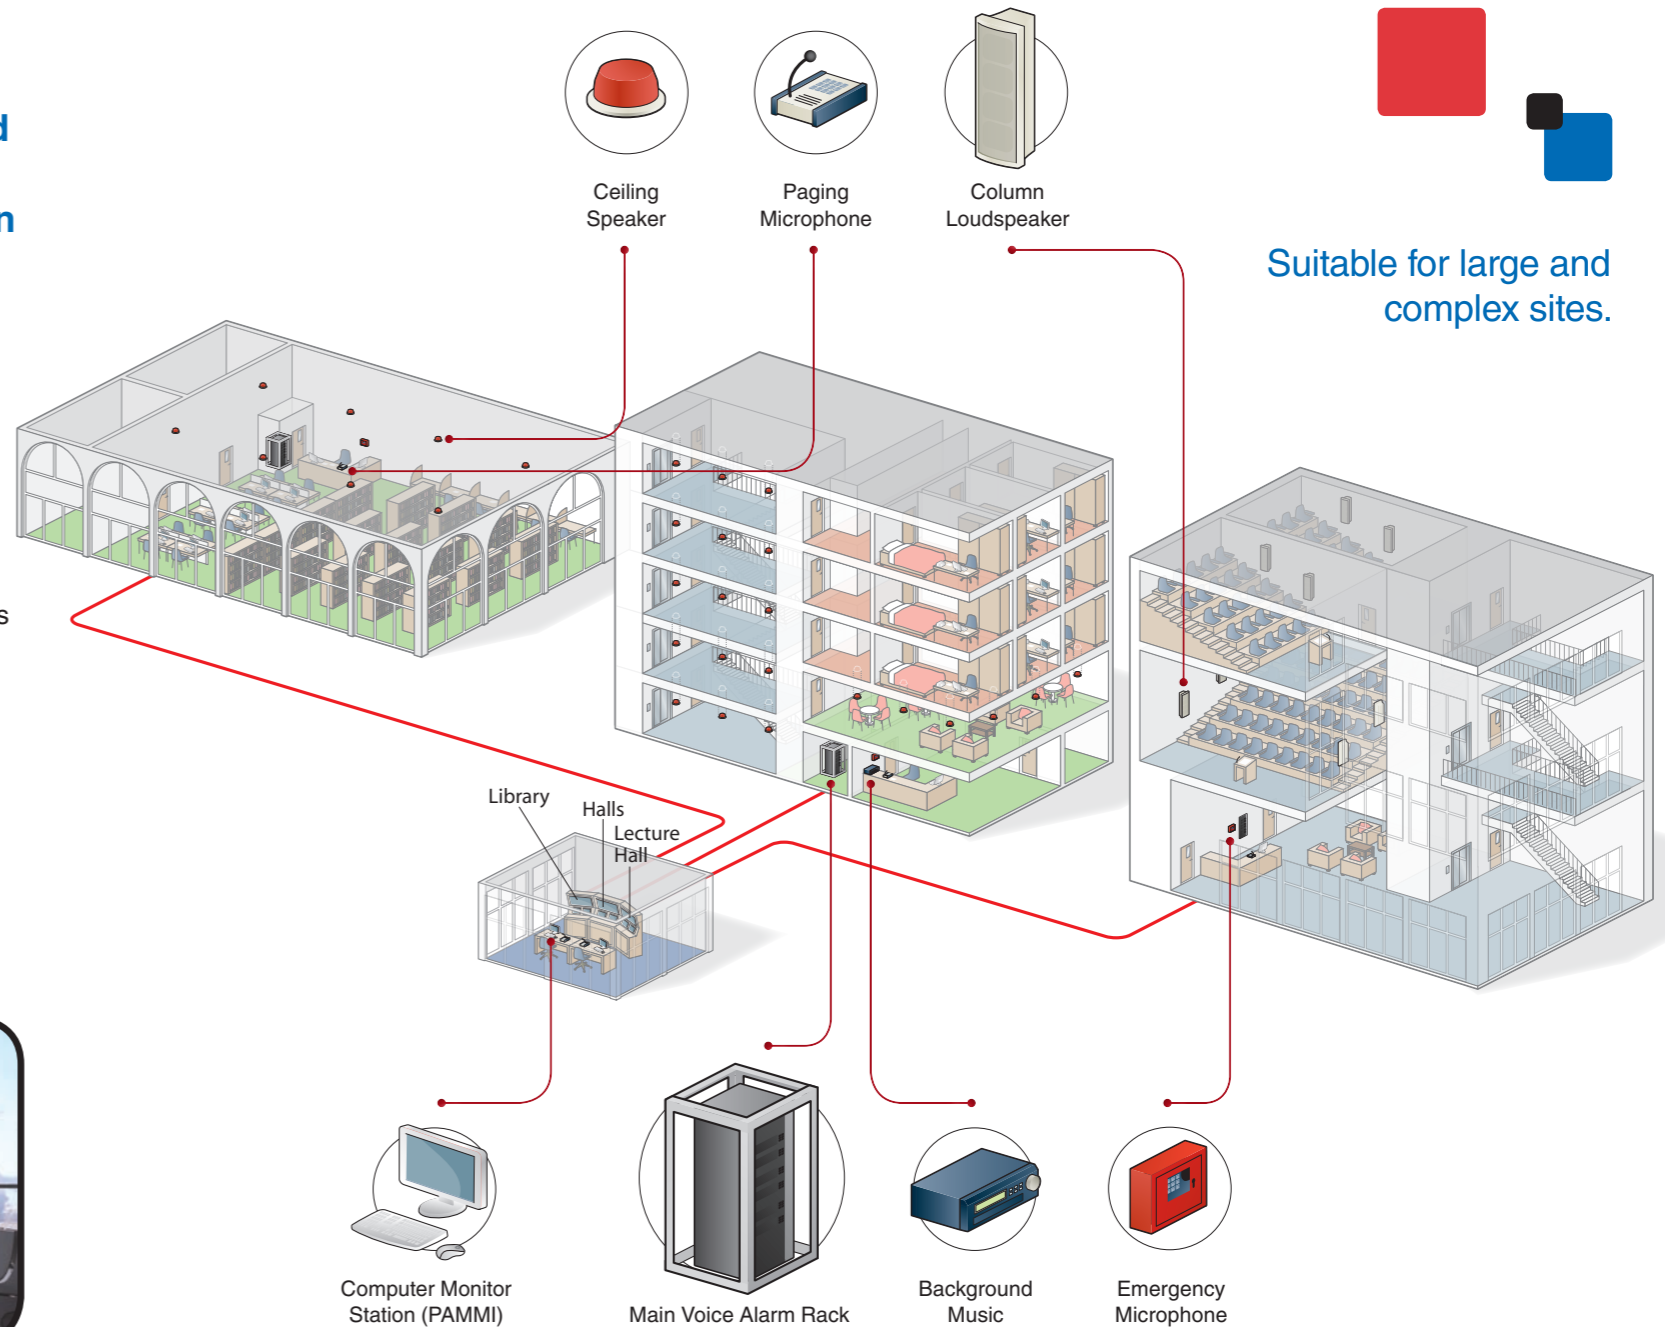 Ceiling
Speaker
Paging
Microphone
Column
Loudspeaker
Suitable for large and
complex sites.
Library
Halls
Lecture
Hall
Computer Monitor
Station (PAMMI)
Main Voice Alarm Rack
Background
Music
Emergency
Microphone